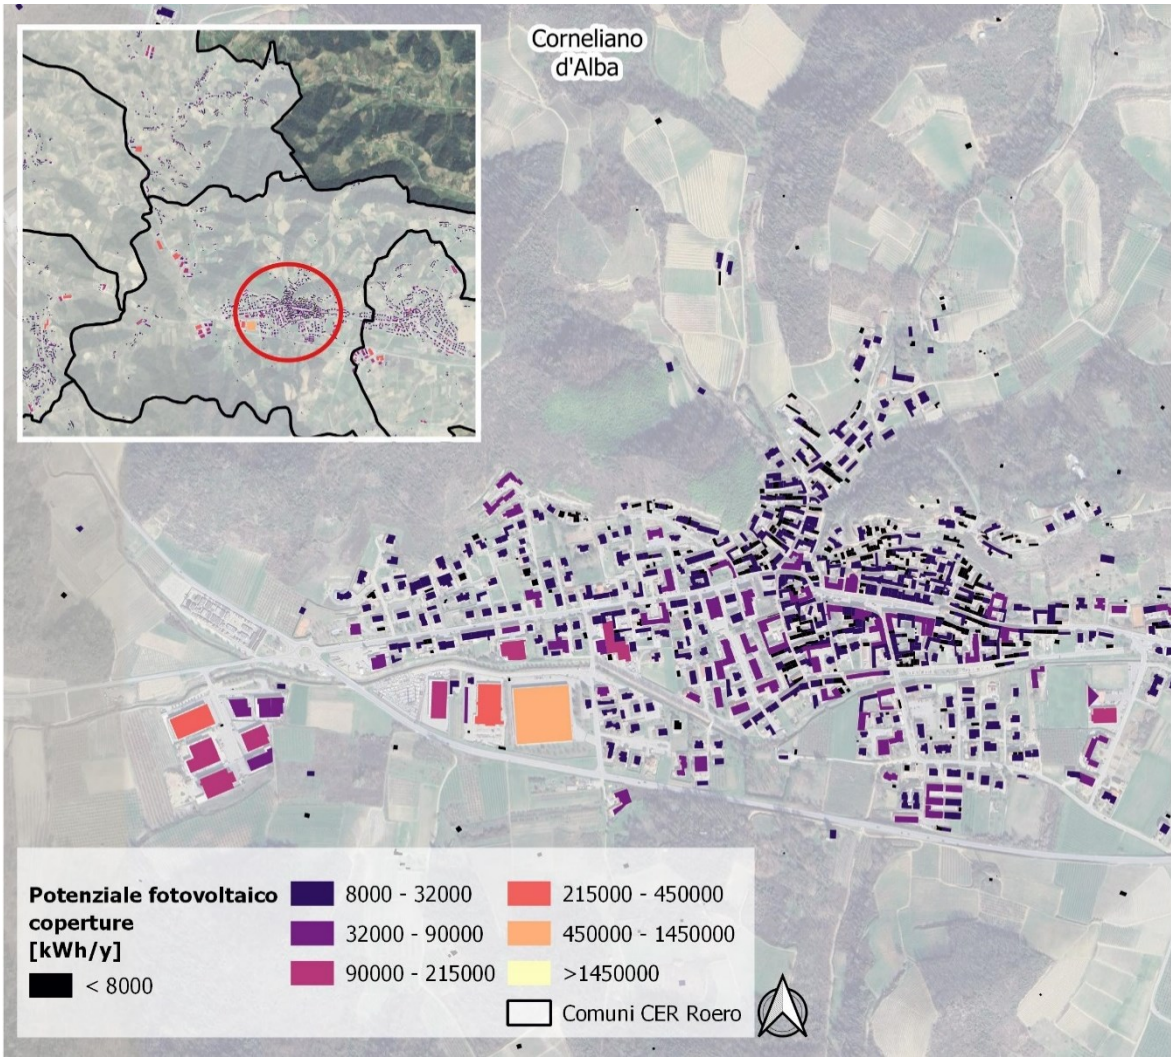 Corneliano
d'Alba
Potenziale fotovoltaico
coperture
[kWh/y]
< 8000
8000 - 32000
32000 - 90000
90000 - 215000
215000 - 450000
450000 - 1450000
>1450000
Comuni CER Roero